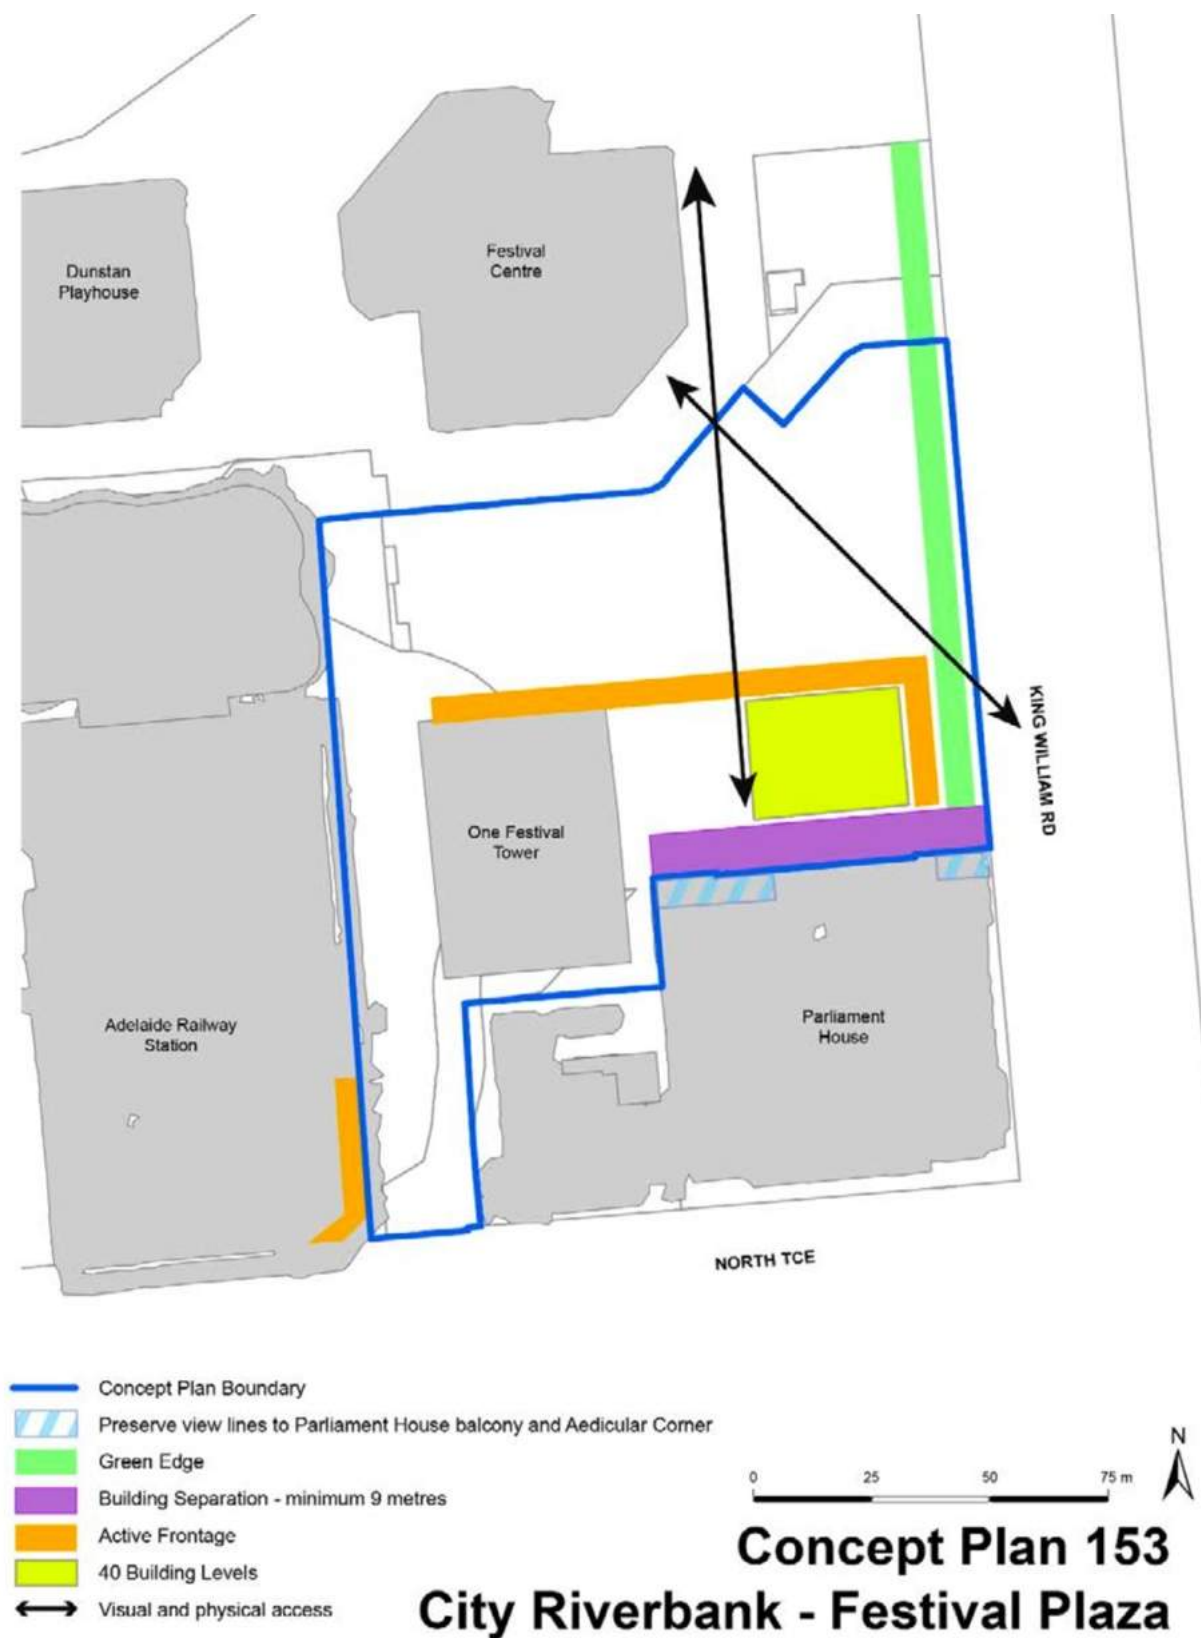 Festival
Centre
Dunstan
Playhouse
KING WILLIAM RD
One Festival
Tower
Parliament
House
Adelaide Railway
Station
NORTH TCE
Concept Plan Boundary
Preserve view lines to Parliament House balcony and Aedicular Corner
Green Edge
Building Separation - minimum 9 metres
Active Frontage
40 Building Levels
Visual and physical access
N
0 25 50 75 m
Concept Plan 153
City Riverbank - Festival Plaza